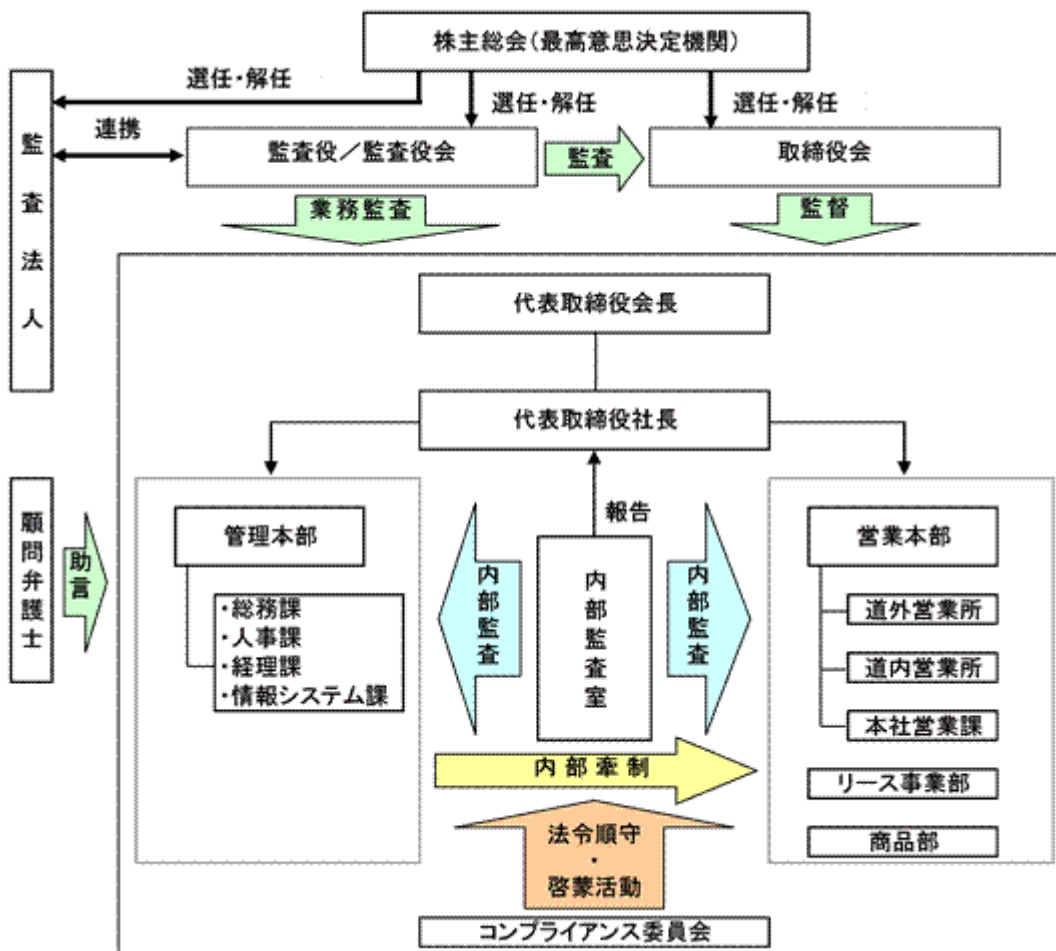 株主総会(最高意思決定機関)
選任・解任
選任・解任
選任・解任
監査法人
連携
監査役／監査役会
監査
取締役会
業務監査
監督
代表取締役会長
代表取締役社長
顧問弁護士
助言
管理本部
・総務課
・人事課
・経理課
・情報システム課
報告
内部監査
内部監査室
内部監査
営業本部
道外営業所
道内営業所
本社営業課
リース事業部
商品部
内部牽制
法令順守
・
啓蒙活動
コンプライアンス委員会